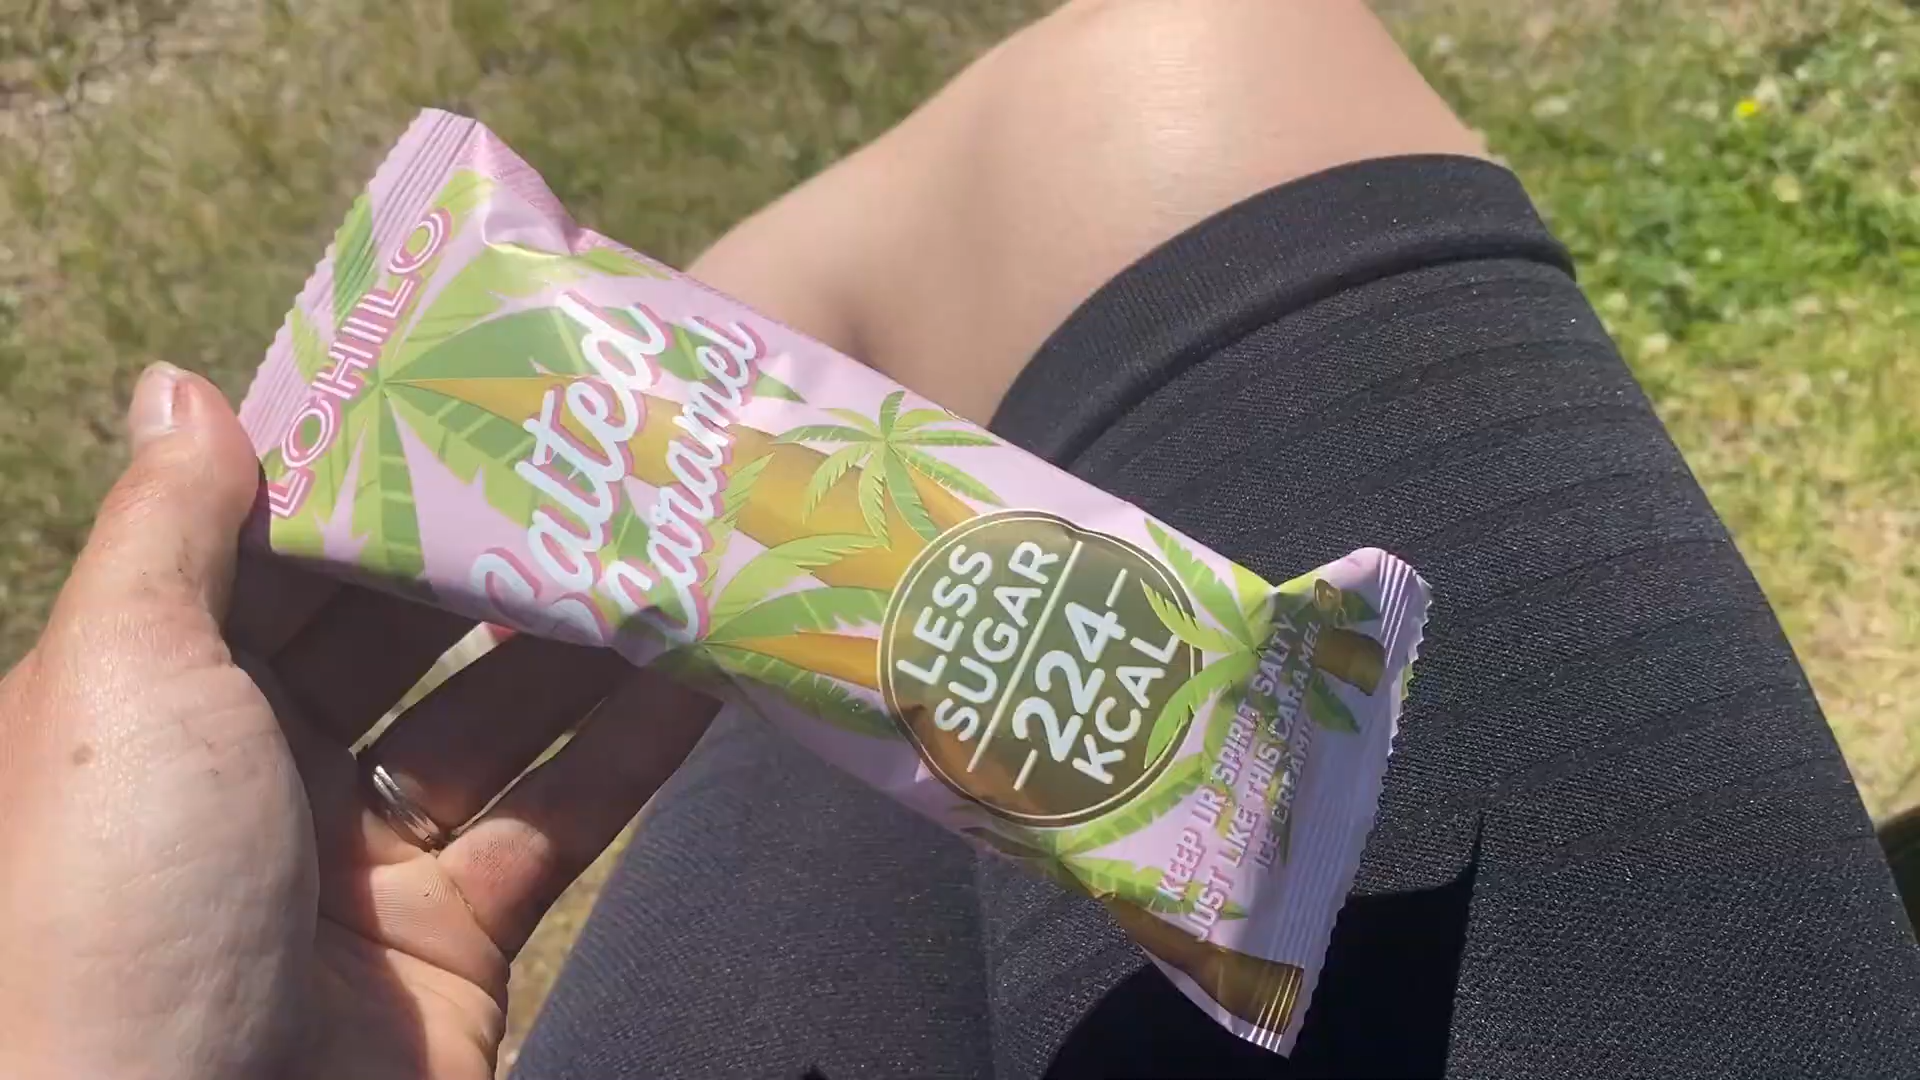 LOHILO
Salted
Caramel
LESS
SUGAR
-224-
KCAL
KEEP UR SPIRIT SALTY
JUST LIKE THIS CARAMEL
ICE CREAM!